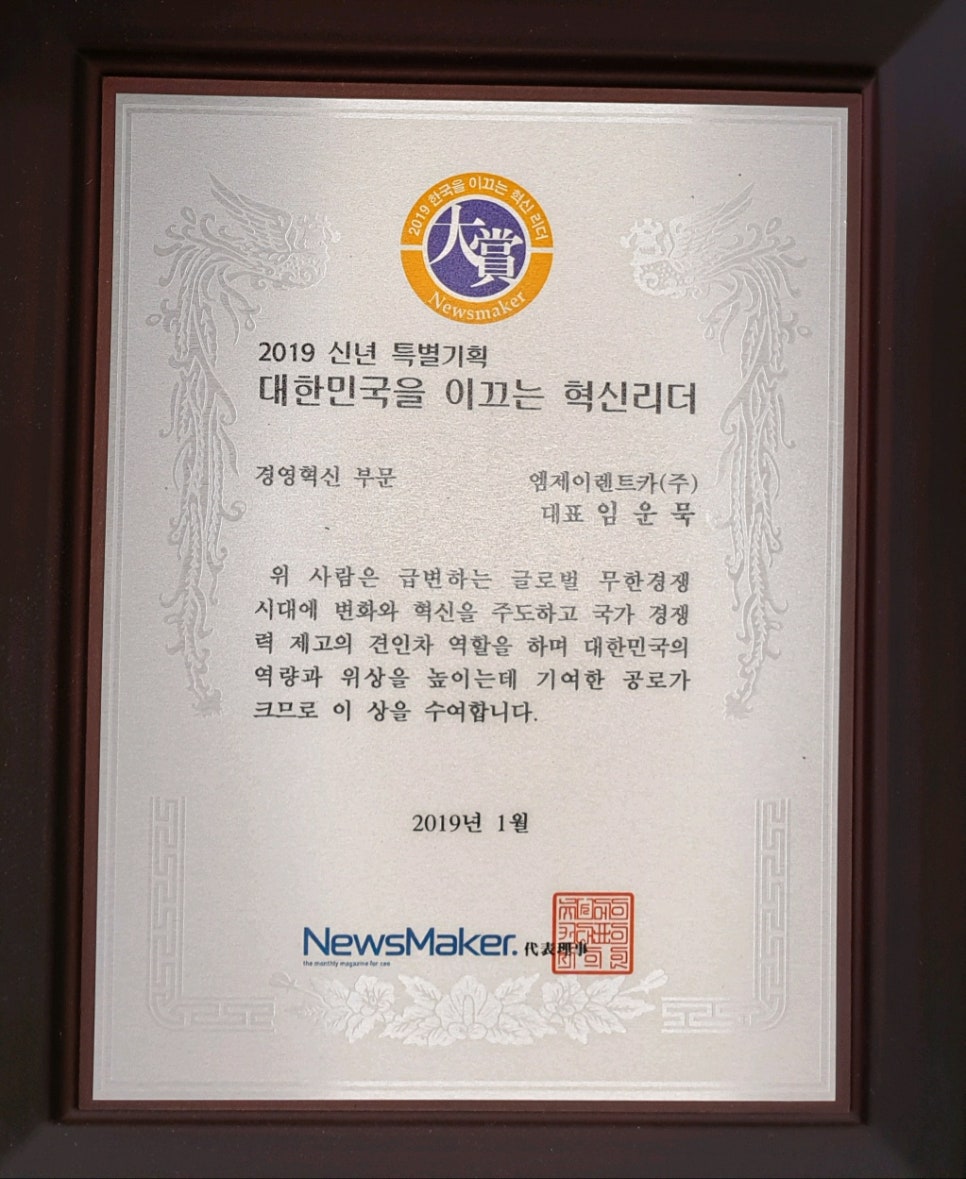 2019 한국을 이끄는 혁신 리더
大賞
Newsmaker
2019 신년 특별기획
대한민국을 이끄는 혁신리더
경영혁신 부문
엠제이렌트카(주)
대표 임 운 묵
위 사람은 급변하는 글로벌 무한경쟁
시대에 변화와 혁신을 주도하고 국가 경쟁
력 제고의 견인차 역할을 하며 대한민국의
역량과 위상을 높이는데 기여한 공로가
크므로 이 상을 수여합니다.
2019년 1월
NewsMaker. 代表理事
the monthly magazine for ceo